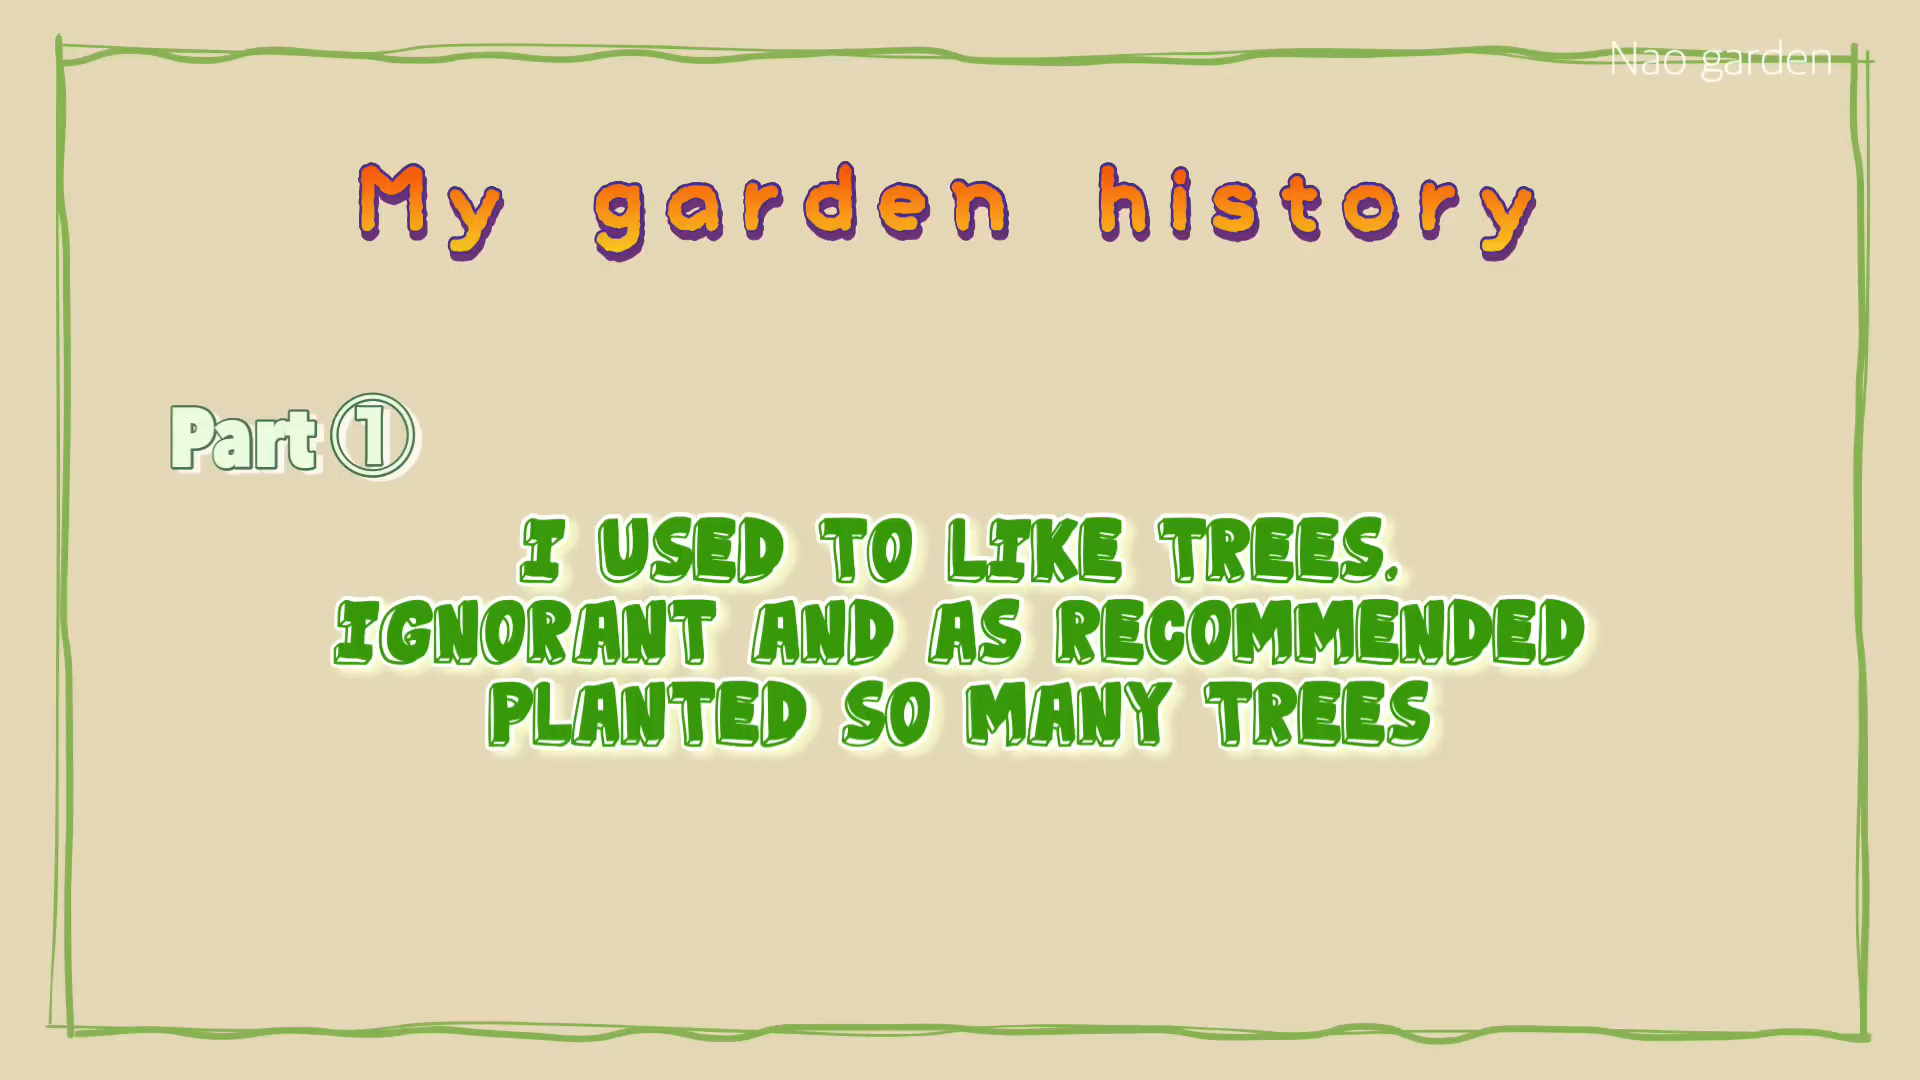 Nao garden
My garden history
Part ①
I USED TO LIKE TREES.
IGNORANT AND AS RECOMMENDED
PLANTED SO MANY TREES